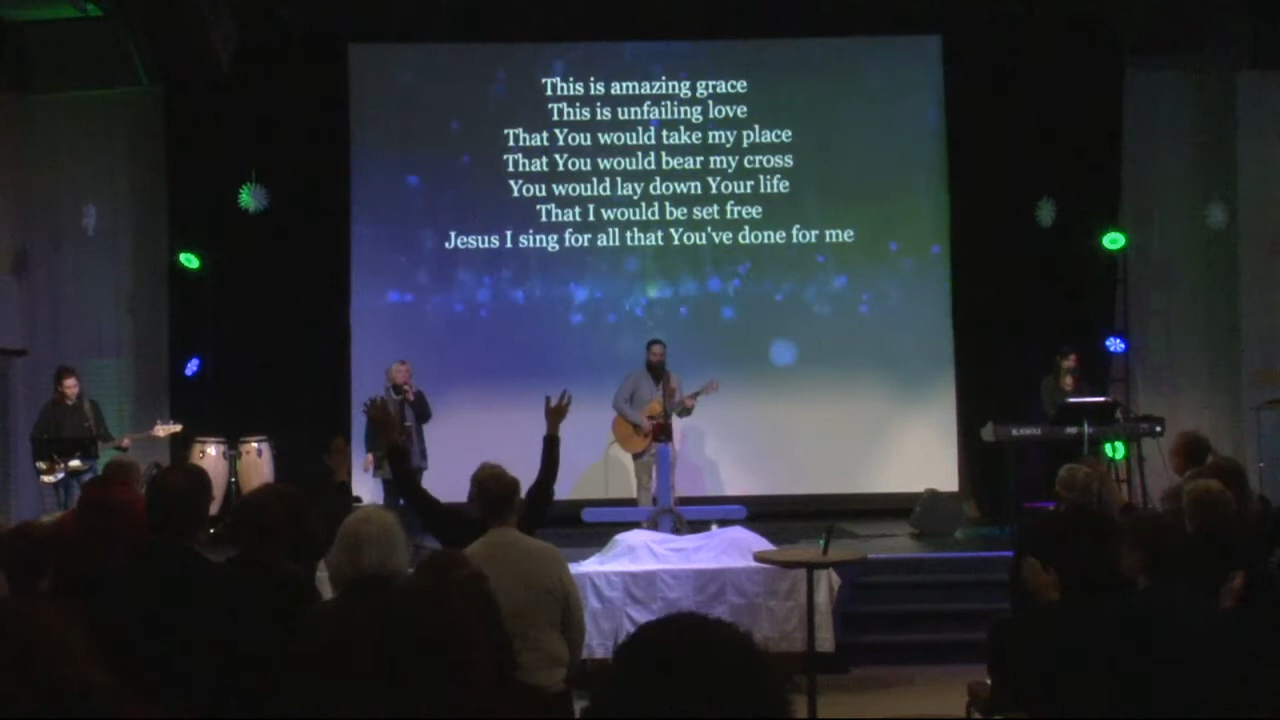 This is amazing grace
This is unfailing love
That You would take my place
That You would bear my cross
You would lay down Your life
That I would be set free
Jesus I sing for all that You've done for me
KAWAI